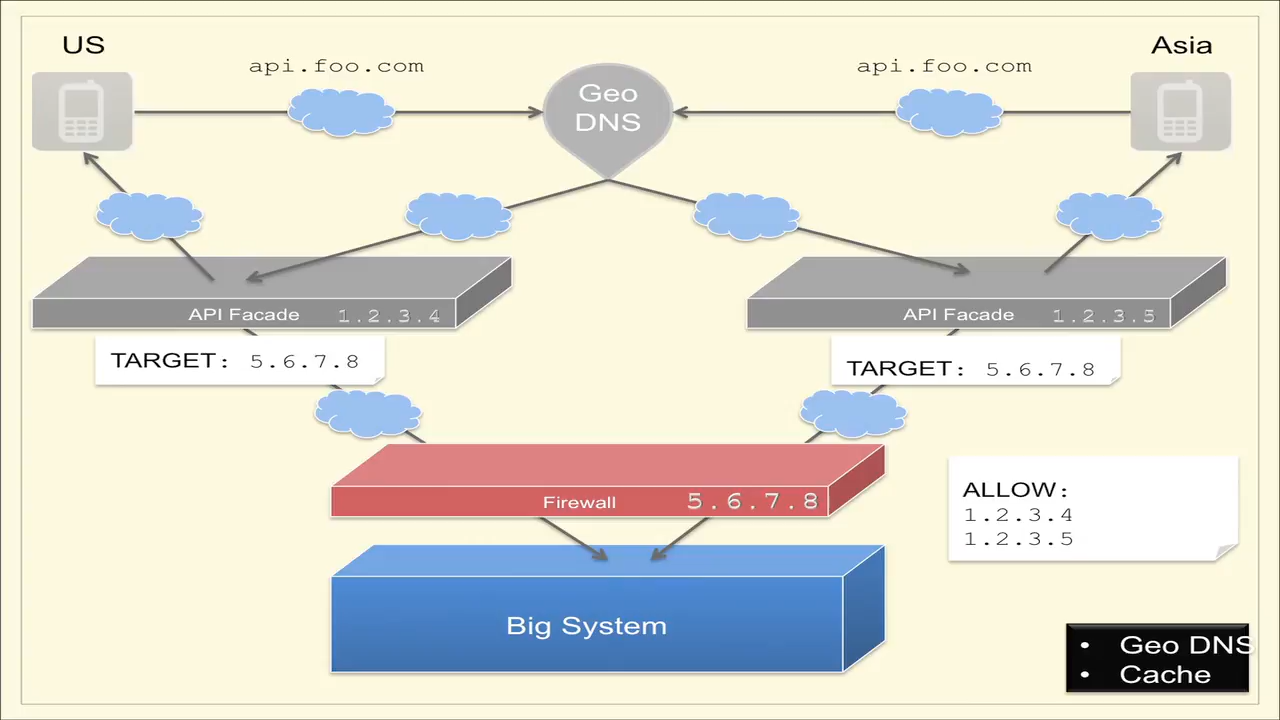 US
Asia
api.foo.com
api.foo.com
Geo
DNS
API Facade 1.2.3.4
API Facade 1.2.3.5
TARGET: 5.6.7.8
TARGET: 5.6.7.8
Firewall 5.6.7.8
ALLOW:
1.2.3.4
1.2.3.5
Big System
• Geo DNS
• Cache